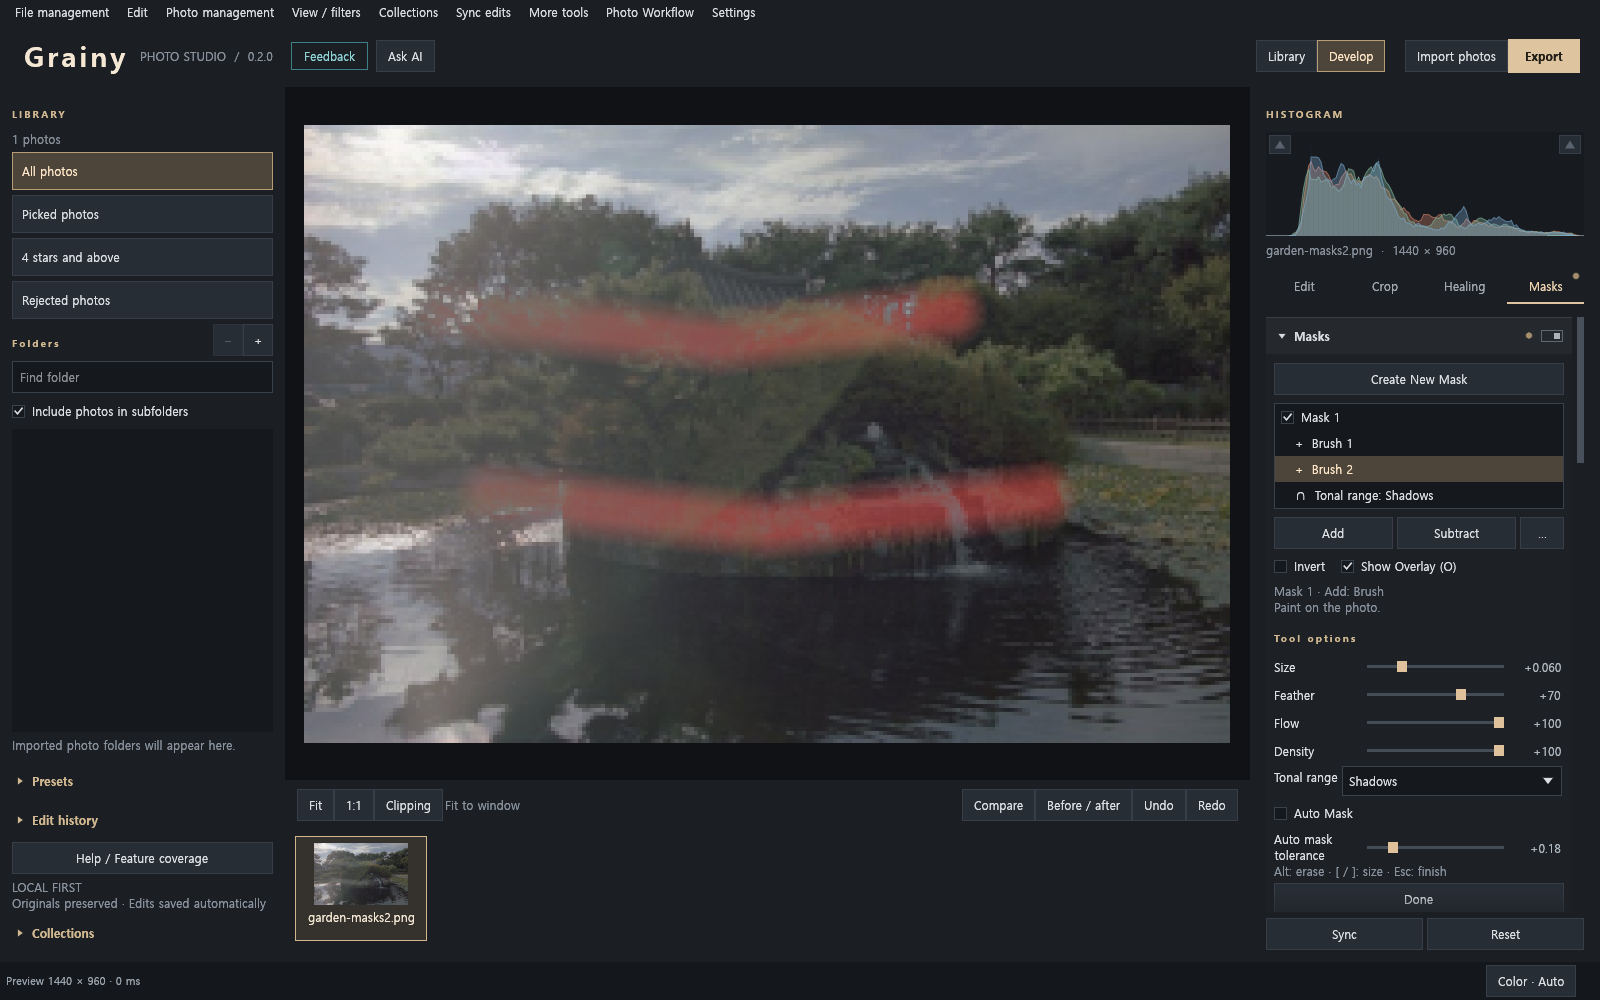 File management Edit Photo management View / filters Collections Sync edits More tools Photo Workflow Settings
Grainy PHOTO STUDIO / 0.2.0 Feedback Ask AI Library Develop Import photos Export
LIBRARY
1 photos
All photos
Picked photos
4 stars and above
Rejected photos
Folders − +
Find folder
Include photos in subfolders
Imported photo folders will appear here.
Presets
Edit history
Help / Feature coverage
LOCAL FIRST
Originals preserved · Edits saved automatically
Collections
Fit 1:1 Clipping Fit to window Compare Before / after Undo Redo
garden-masks2.png
HISTOGRAM
garden-masks2.png · 1440 × 960
Edit Crop Healing Masks
Masks
Create New Mask
Mask 1
+ Brush 1
+ Brush 2
∩ Tonal range: Shadows
Add Subtract ...
Invert Show Overlay (O)
Mask 1 · Add: Brush
Paint on the photo.
Tool options
Size +0.060
Feather +70
Flow +100
Density +100
Tonal range Shadows
Auto Mask
Auto mask
tolerance +0.18
Alt: erase · [ / ]: size · Esc: finish
Done
Sync Reset
Preview 1440 × 960 · 0 ms Color · Auto